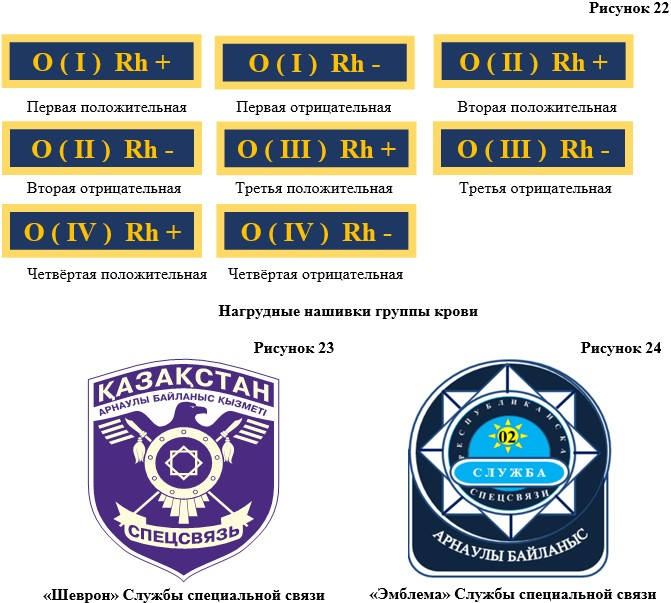 Рисунок 22
O ( I ) Rh +
O ( I ) Rh -
O ( II ) Rh +
Первая положительная
Первая отрицательная
Вторая положительная
O ( II ) Rh -
O ( III ) Rh +
O ( III ) Rh -
Вторая отрицательная
Третья положительная
Третья отрицательная
O ( IV ) Rh +
O ( IV ) Rh -
Четвёртая положительная
Четвёртая отрицательная
Нагрудные нашивки группы крови
Рисунок 23
Рисунок 24
ҚАЗАҚСТАН
АРНАУЛЫ БАЙЛАНЫС ҚЫЗМЕТІ
СПЕЦСВЯЗЬ
РЕСПУБЛИКАНСКА
02
СЛУЖБА
СПЕЦСВЯЗИ
АРНАУЛЫ БАЙЛАНЫС
«Шеврон» Службы специальной связи
«Эмблема» Службы специальной связи